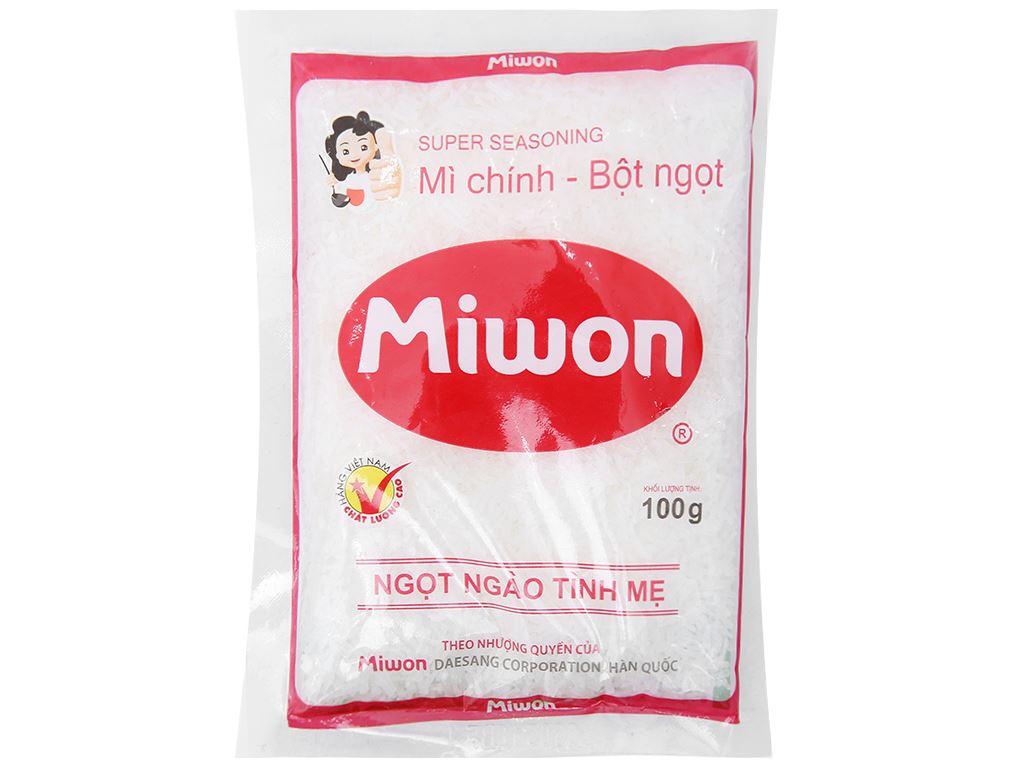 Miwon
SUPER SEASONING
Mì chính - Bột ngọt
Miwon
®
HÀNG VIỆT NAM
CHẤT LƯỢNG CAO
KHỐI LƯỢNG TỊNH:
100g
NGỌT NGÀO TÌNH MẸ
THEO NHƯỢNG QUYỀN CỦA
Miwon DAESANG CORPORATION, HÀN QUỐC
Miwon